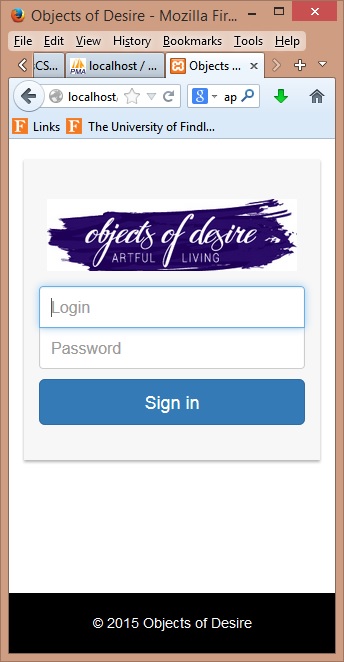 Objects of Desire - Mozilla Fir...
File Edit View History Bookmarks Tools Help
CS... localhost / ... Objects ...
localhost/ ap
Links The University of Findl...
objects of desire
ARTFUL LIVING
Login
Password
Sign in
© 2015 Objects of Desire